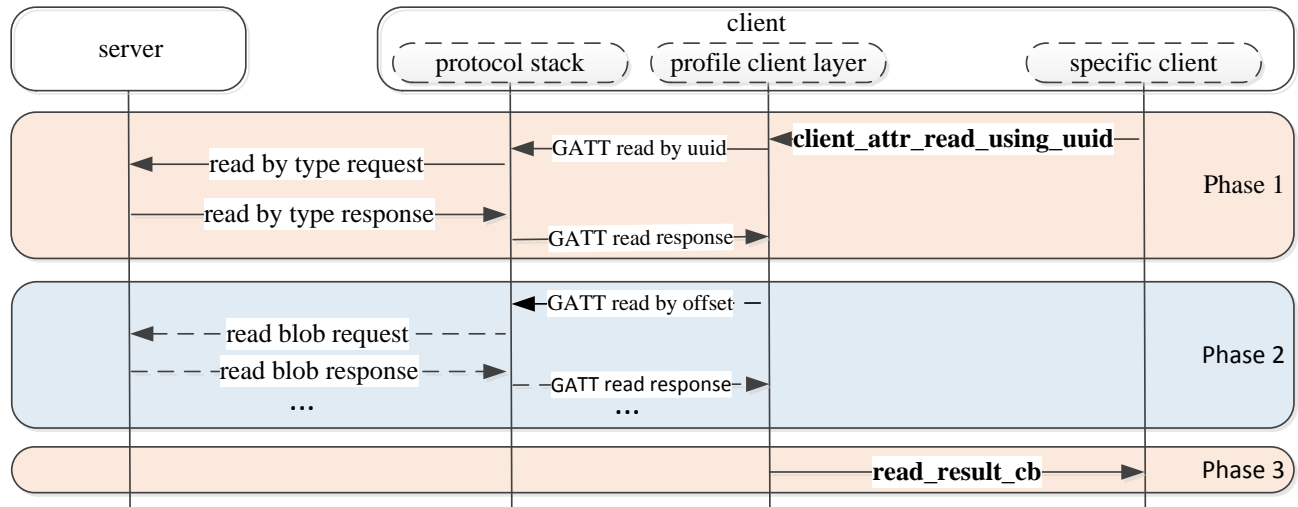 client
server
protocol stack
profile client layer
specific client
client_attr_read_using_uuid
GATT read by uuid
read by type request
Phase 1
read by type response
GATT read response
GATT read by offset
read blob request
Phase 2
read blob response
GATT read response
...
...
read_result_cb
Phase 3